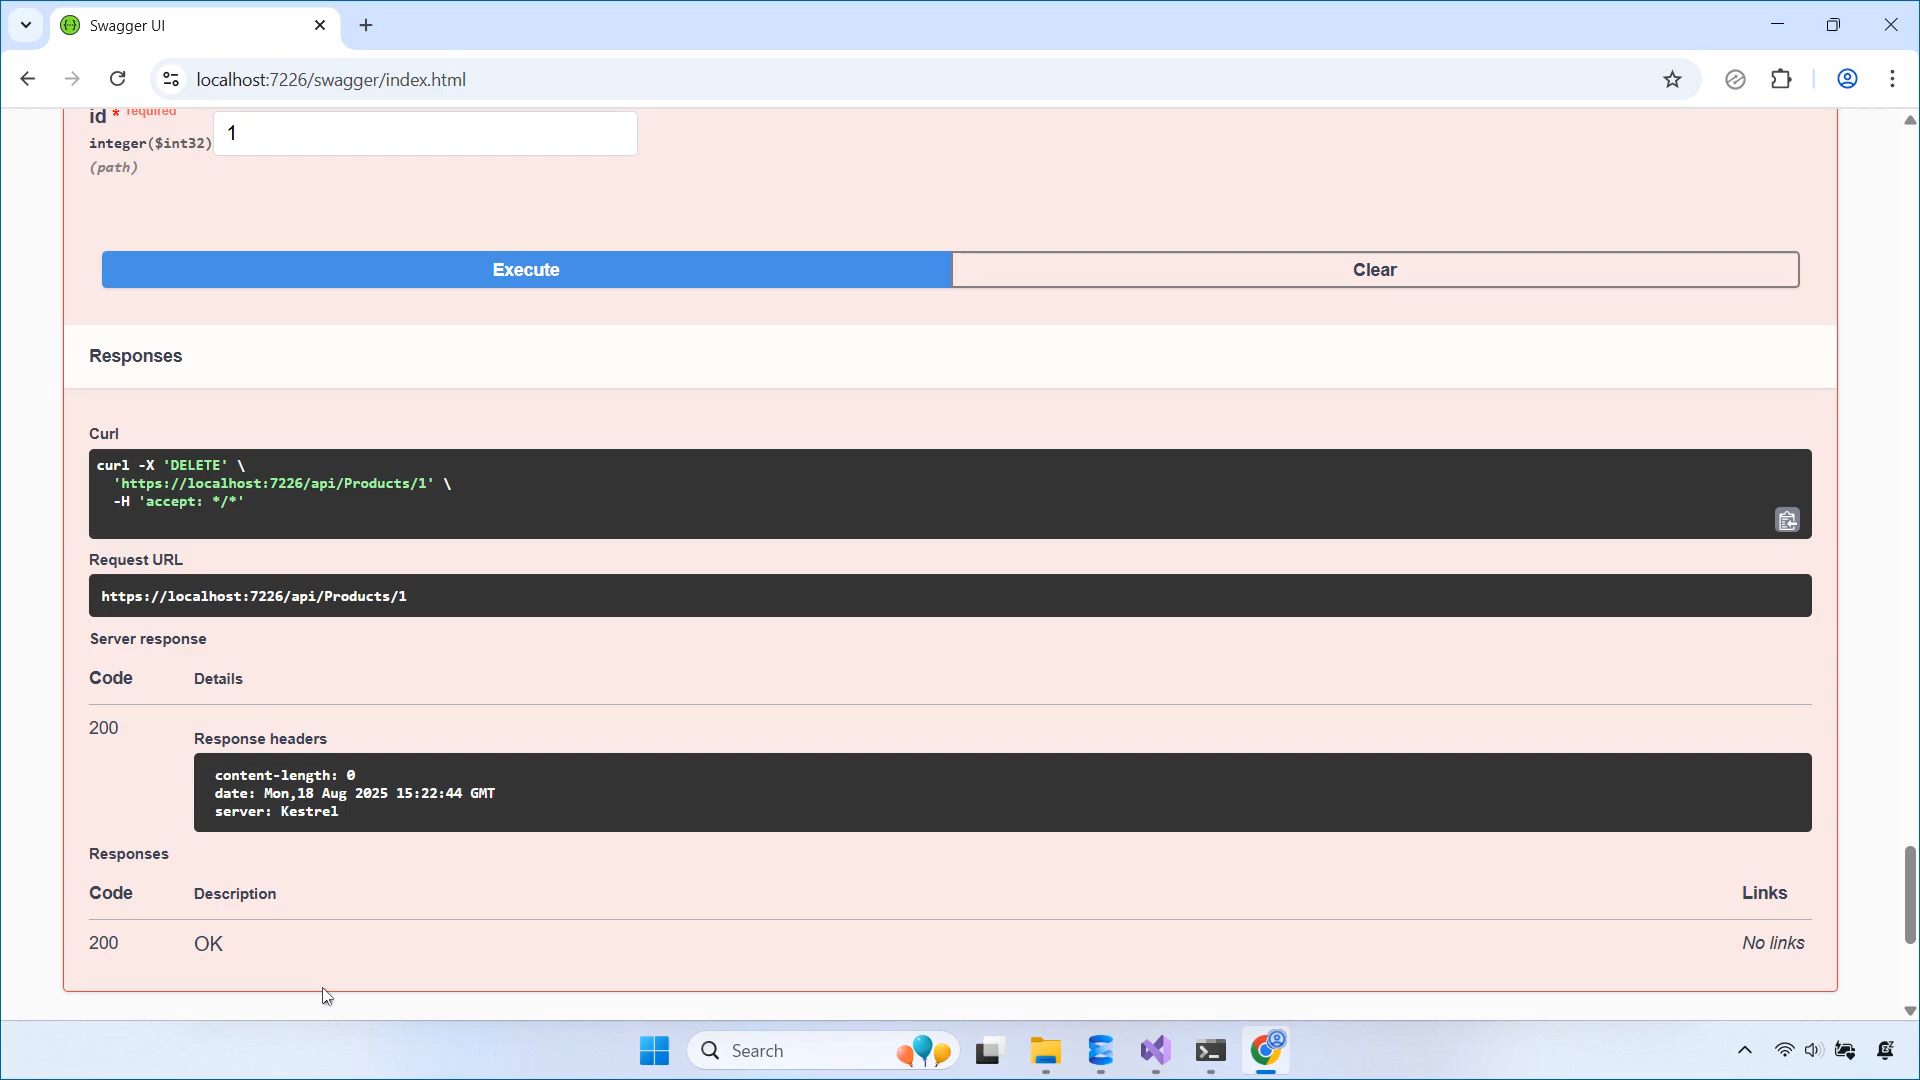 Swagger UI
localhost:7226/swagger/index.html
id * required
1
integer($int32)
(path)
Execute
Clear
Responses
Curl
curl -X 'DELETE' \
'https://localhost:7226/api/Products/1' \
-H 'accept: */*'
Request URL
https://localhost:7226/api/Products/1
Server response
Code
Details
200
Response headers
content-length: 0
date: Mon,18 Aug 2025 15:22:44 GMT
server: Kestrel
Responses
Code
Description
Links
200
OK
No links
Search